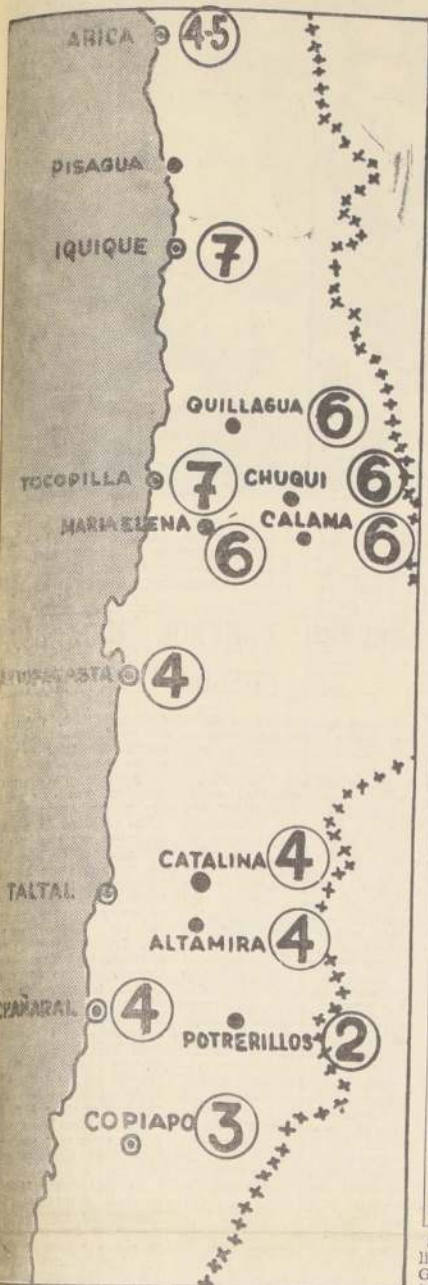 ARICA 4-5
PISAGUA
IQUIQUE 7
QUILLAGUA 6
TOCOPILLA 7 CHUQUI 6
MARIA ELENA 6 CALAMA 6
4
CATALINA 4
TALTAL
ALTAMIRA 4
CHAÑARAL 4
POTRERILLOS 2
COPIAPO 3